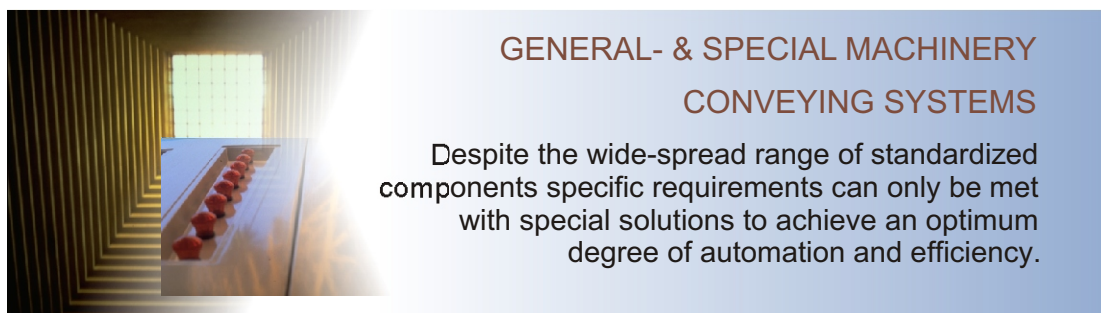 GENERAL- & SPECIAL MACHINERY
CONVEYING SYSTEMS
Despite the wide-spread range of standardized
components specific requirements can only be met
with special solutions to achieve an optimum
degree of automation and efficiency.